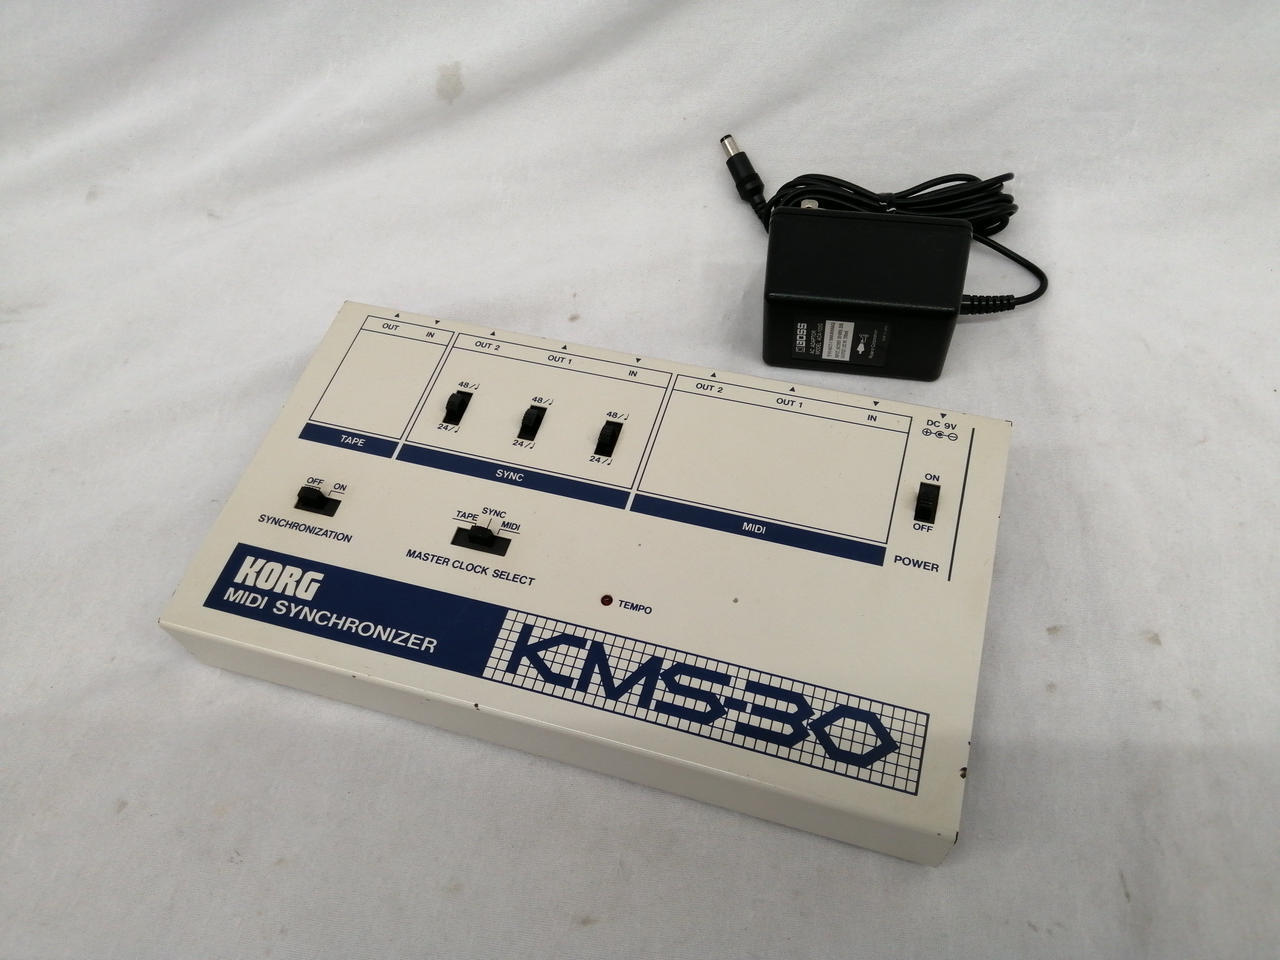 OUT
IN
TAPE
OUT 2
OUT 1
IN
48/♩
48/♩
48/♩
24/♩
24/♩
24/♩
SYNC
OUT 2
OUT 1
IN
MIDI
DC 9V
ON
OFF
POWER
OFF ON
SYNCHRONIZATION
TAPE SYNC MIDI
MASTER CLOCK SELECT
TEMPO
KORG
MIDI SYNCHRONIZER
KMS-30
BOSS
AC ADAPTOR